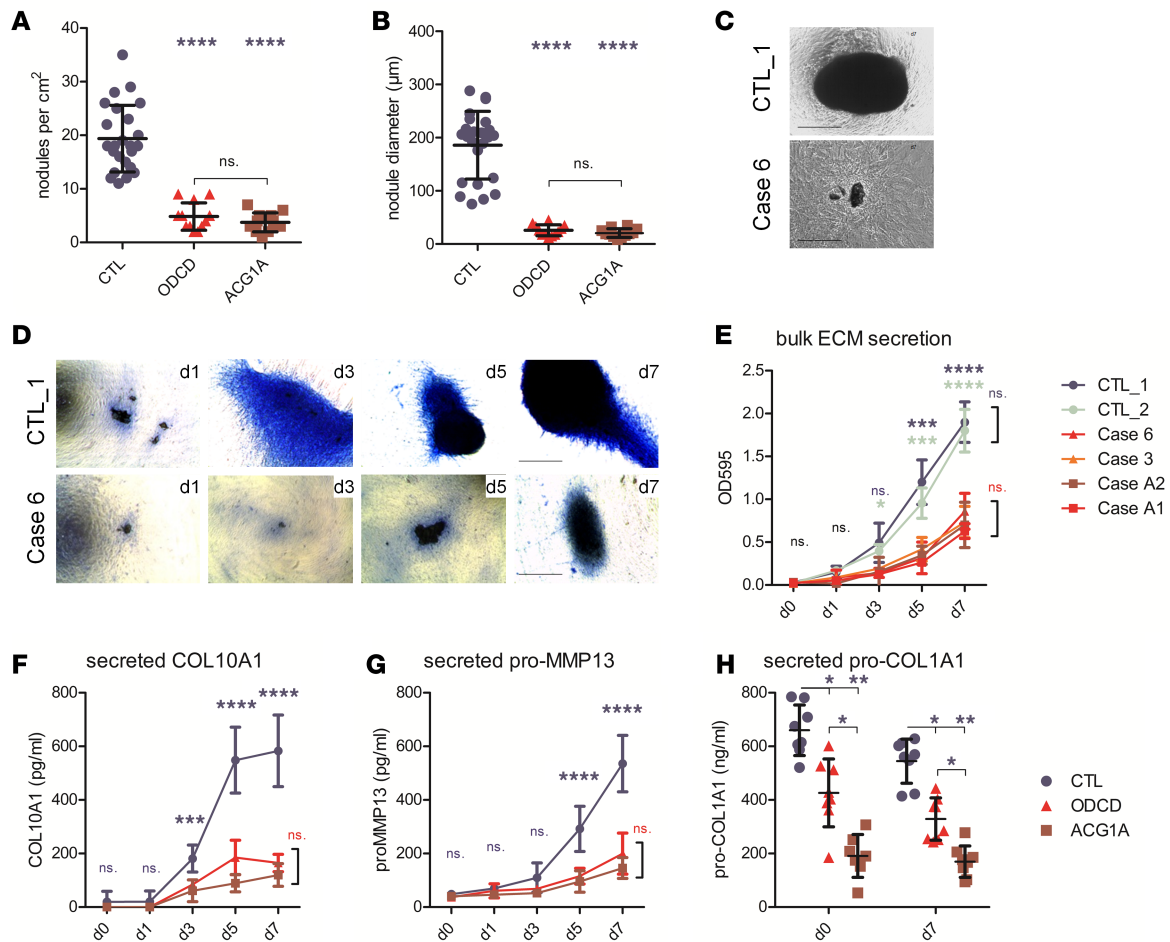 A
nodules per cm2
40
30
20
10
0
****
****
ns.
CTL
ODCD
ACG1A
B
nodule diameter (µm)
400
300
200
100
0
****
****
ns.
CTL
ODCD
ACG1A
C
CTL_1
Case 6
D
CTL_1
d1
d3
d5
d7
Case 6
d1
d3
d5
d7
E
bulk ECM secretion
OD595
2.5
2.0
1.5
1.0
0.5
0.0
ns.
ns.
ns.
*
***
***
****
****
ns.
ns.
d0
d1
d3
d5
d7
CTL_1
CTL_2
Case 6
Case 3
Case A2
Case A1
F
secreted COL10A1
COL10A1 (pg/ml)
800
600
400
200
0
ns.
ns.
***
****
****
ns.
d0
d1
d3
d5
d7
G
secreted pro-MMP13
proMMP13 (pg/ml)
800
600
400
200
0
ns.
ns.
ns.
****
****
ns.
d0
d1
d3
d5
d7
H
secreted pro-COL1A1
pro-COL1A1 (ng/ml)
800
600
400
200
0
* **
*
* **
*
d0
d7
CTL
ODCD
ACG1A